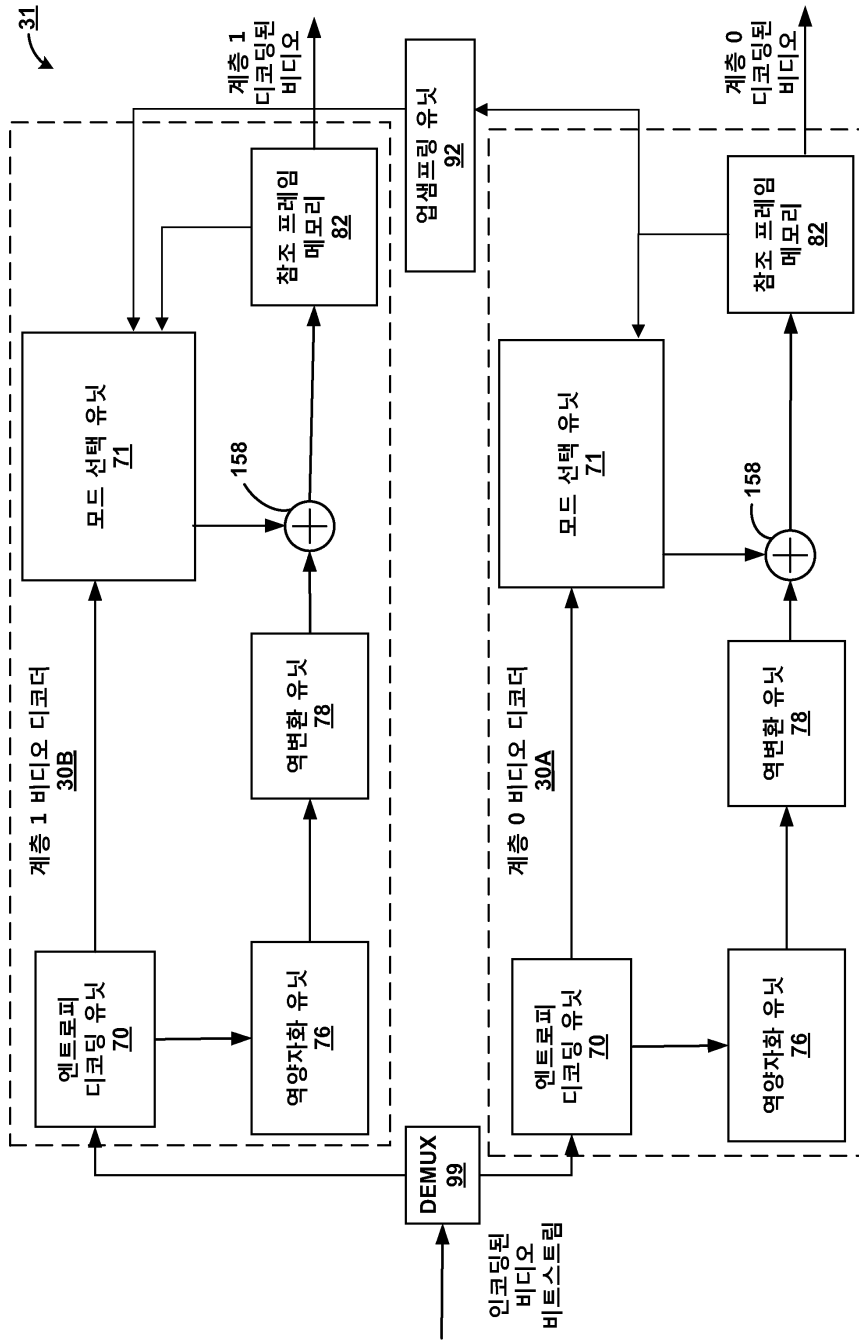 31
계층 1 비디오 디코더
30B
엔트로피
디코딩 유닛
70
모드 선택 유닛
71
역양자화 유닛
76
역변환 유닛
78
158
참조 프레임
메모리
82
계층 1
디코딩된
비디오
인코딩된
비디오
비트스트림
DEMUX
99
업샘프링 유닛
92
계층 0 비디오 디코더
30A
엔트로피
디코딩 유닛
70
모드 선택 유닛
71
역양자화 유닛
76
역변환 유닛
78
158
참조 프레임
메모리
82
계층 0
디코딩된
비디오